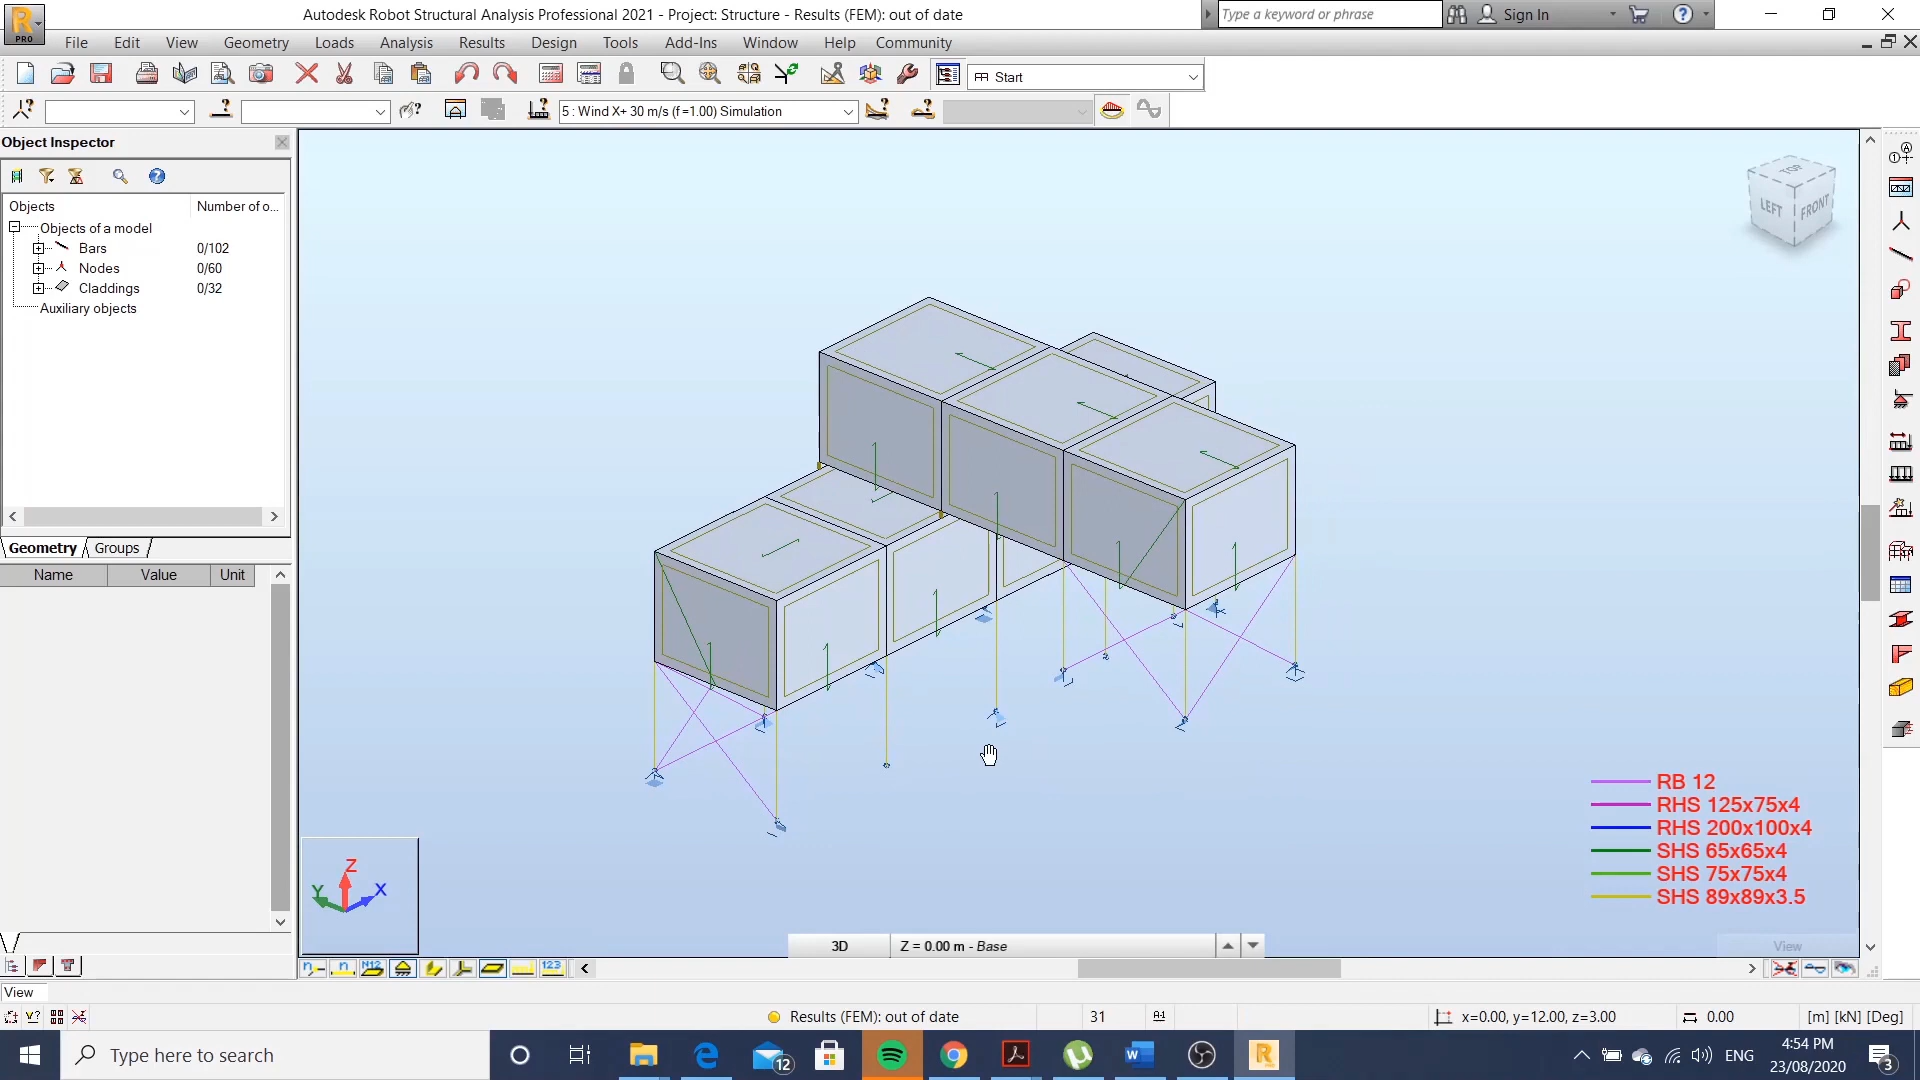 Autodesk Robot Structural Analysis Professional 2021 - Project: Structure - Results (FEM): out of date
Type a keyword or phrase
Sign In
PRO
File Edit View Geometry Loads Analysis Results Design Tools Add-Ins Window Help Community
Start
5 : Wind X+ 30 m/s (f =1.00) Simulation
Object Inspector
Objects Number of o...
Objects of a model
Bars 0/102
Nodes 0/60
Claddings 0/32
Auxiliary objects
Geometry Groups
Name Value Unit
TOP
LEFT FRONT
RB 12
RHS 125x75x4
RHS 200x100x4
SHS 65x65x4
SHS 75x75x4
SHS 89x89x3.5
Z
Y X
3D Z = 0.00 m - Base
View
View
Results (FEM): out of date 31 x=0.00, y=12.00, z=3.00 0.00 [m] [kN] [Deg]
Type here to search
12
ENG
4:54 PM
23/08/2020
3